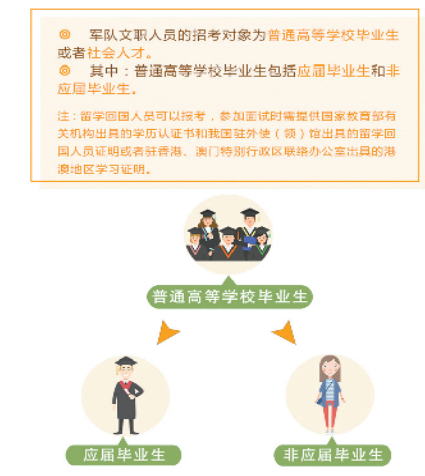 ◎ 军队文职人员的招考对象为普通高等学校毕业生
或者社会人才。
◎ 其中：普通高等学校毕业生包括应届毕业生和非
应届毕业生。
注：留学回国人员可以报考，参加面试时需提供国家教育部有
关机构出具的学历认证书和我国驻外使（领）馆出具的留学回
国人员证明或者驻香港、澳门特别行政区联络办公室出具的港
澳地区学习证明。
普通高等学校毕业生
应届毕业生
非应届毕业生